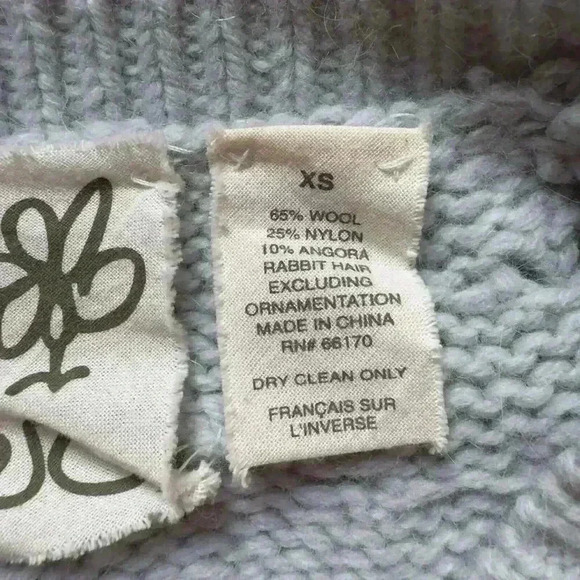 XS
65% WOOL
25% NYLON
10% ANGORA
RABBIT HAIR
EXCLUDING
ORNAMENTATION
MADE IN CHINA
RN# 66170
DRY CLEAN ONLY
FRANÇAIS SUR
L'INVERSE